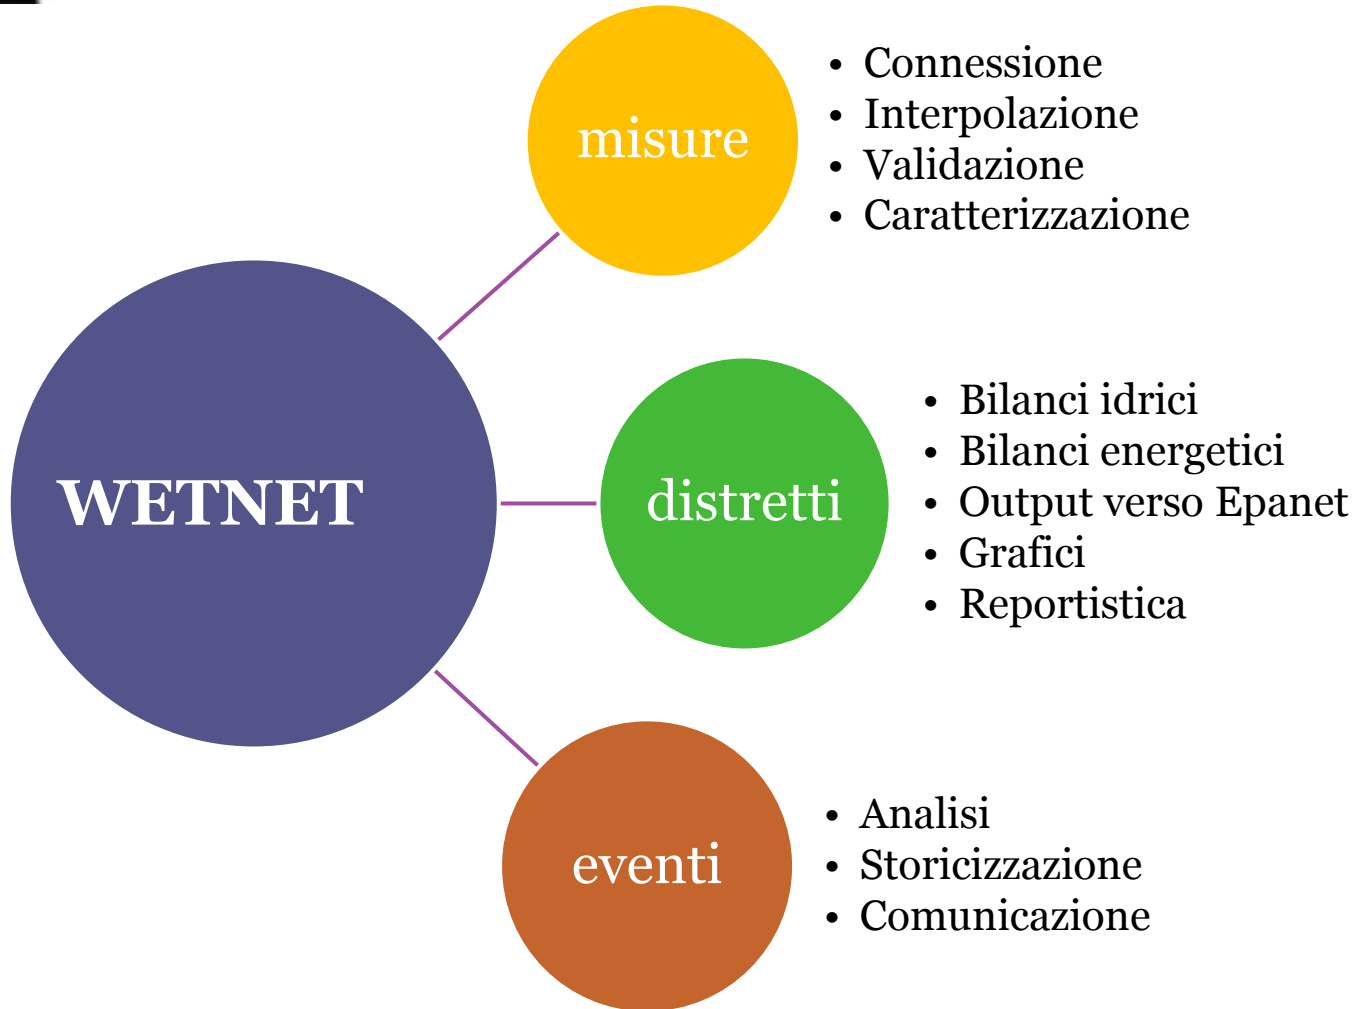 WETNET
misure
• Connessione
• Interpolazione
• Validazione
• Caratterizzazione
distretti
• Bilanci idrici
• Bilanci energetici
• Output verso Epanet
• Grafici
• Reportistica
eventi
• Analisi
• Storicizzazione
• Comunicazione